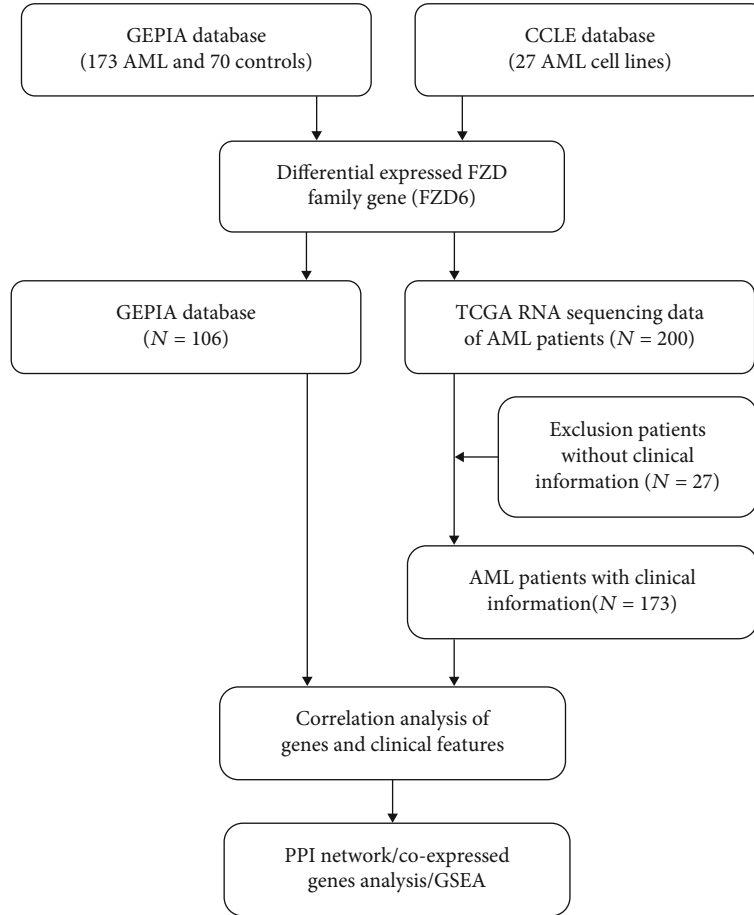 GEPIA database
(173 AML and 70 controls)
CCLE database
(27 AML cell lines)
Differential expressed FZD
family gene (FZD6)
GEPIA database
(N = 106)
TCGA RNA sequencing data
of AML patients (N = 200)
Exclusion patients
without clinical
information (N = 27)
AML patients with clinical
information(N = 173)
Correlation analysis of
genes and clinical features
PPI network/co-expressed
genes analysis/GSEA